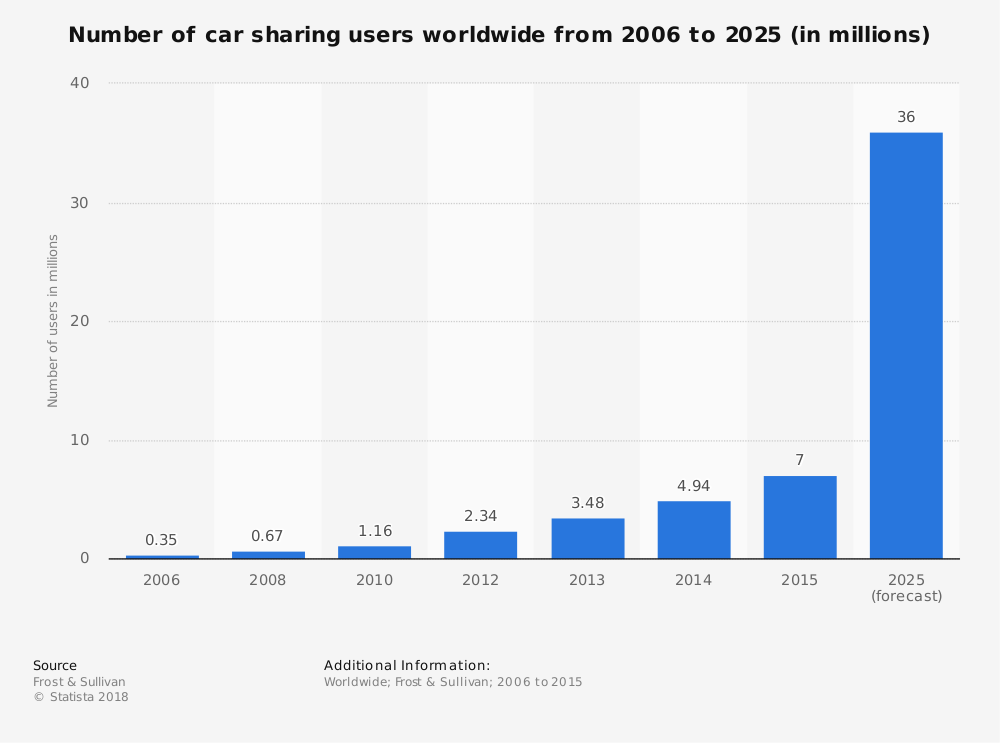 Number of car sharing users worldwide from 2006 to 2025 (in millions)
Number of users in millions
40
30
20
10
0
0.35
0.67
1.16
2.34
3.48
4.94
7
36
2006
2008
2010
2012
2013
2014
2015
2025
(forecast)
Source
Frost & Sullivan
© Statista 2018
Additional Information:
Worldwide; Frost & Sullivan; 2006 to 2015